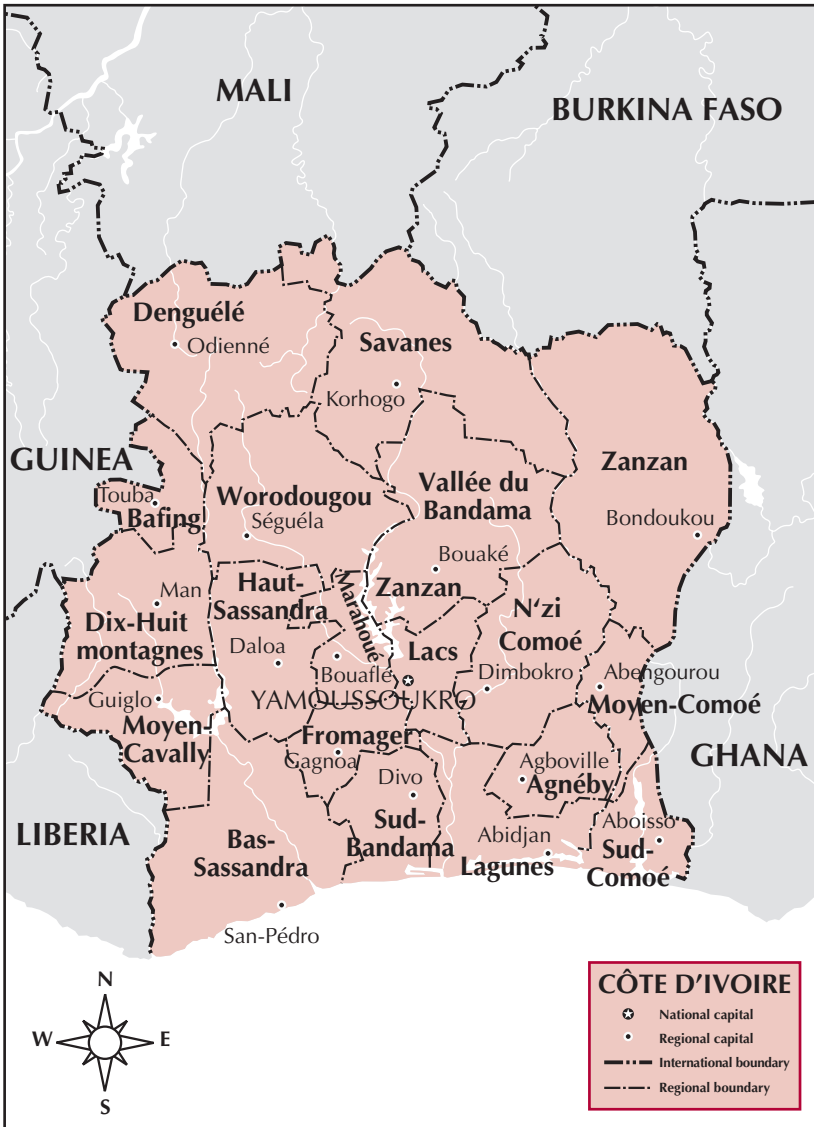 MALI
BURKINA FASO
Denguélé
Odienné
Savanes
Korhogo
GUINEA
Zanzan
Touba
Bafing
Worodougou
Séguéla
Vallée du
Bandama
Bondoukou
Bouaké
Man
Haut-
Sassandra
Marahoue
Zanzan
N‘zi
Comoé
Dix-Huit
montagnes
Daloa
Bouaflé
Lacs
Dimbokro
Abengourou
YAMOUSSOUKRO
Moyen-Comoé
Guiglo
Moyen-
Cavally
Fromager
Gagnoa
GHANA
Divo
Agboville
Agnéby
LIBERIA
Bas-
Sassandra
Sud-
Bandama
Abidjan
Lagunes
Aboisso
Sud-
Comoé
San-Pédro
N
W E
S
CÔTE D’IVOIRE
National capital
Regional capital
International boundary
Regional boundary